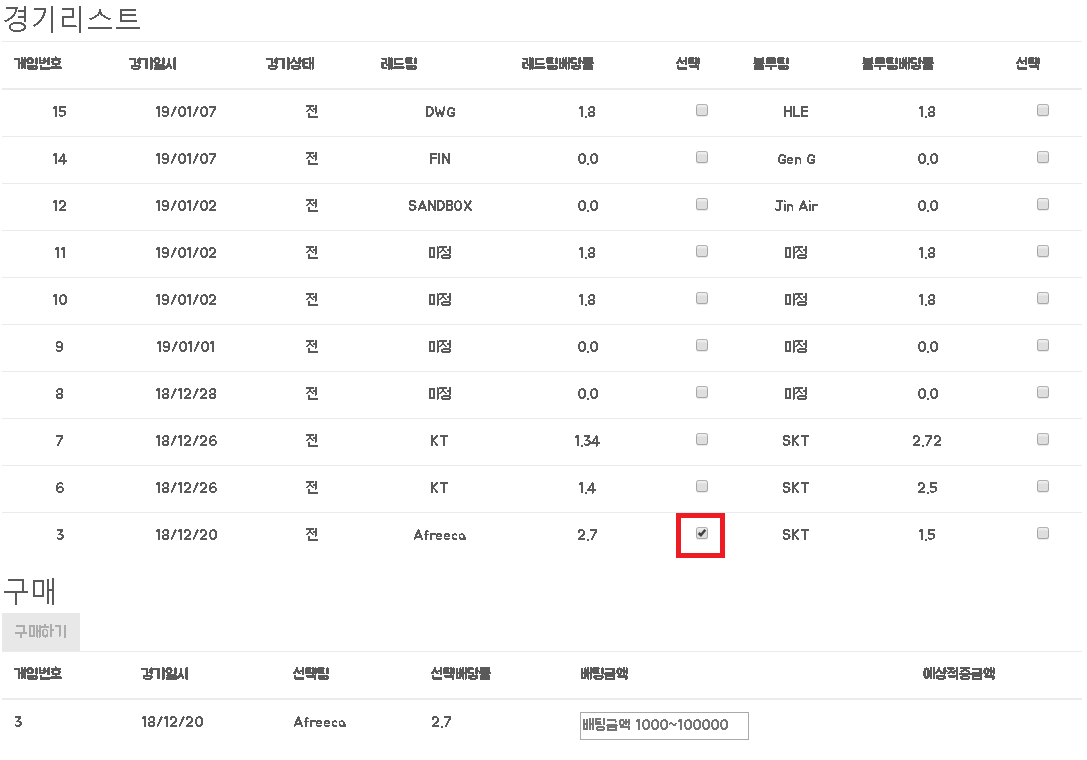 경기리스트
게임번호 경기일시 경기상태 레드팀 레드팀배당률 선택 블루팀 블루팀배당률 선택
15 19/01/07 전 DWG 1.8 HLE 1.8
14 19/01/07 전 FIN 0.0 Gen G 0.0
12 19/01/02 전 SANDBOX 0.0 Jin Air 0.0
11 19/01/02 전 미정 1.8 미정 1.8
10 19/01/02 전 미정 1.8 미정 1.8
9 19/01/01 전 미정 0.0 미정 0.0
8 18/12/28 전 미정 0.0 미정 0.0
7 18/12/26 전 KT 1.34 SKT 2.72
6 18/12/26 전 KT 1.4 SKT 2.5
3 18/12/20 전 Afreeca 2.7 SKT 1.5
구매
구매하기
게임번호 경기일시 선택팀 선택배당률 배팅금액 예상적중금액
3 18/12/20 Afreeca 2.7 배팅금액 1000~100000